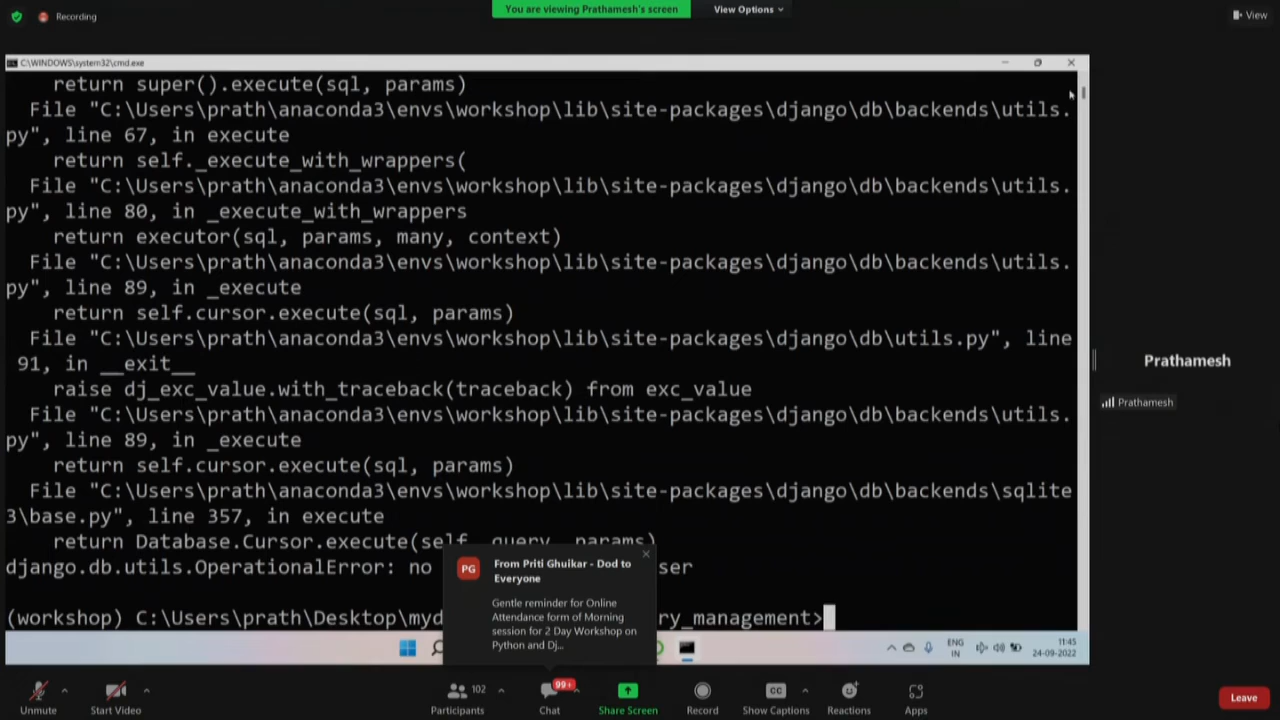 Recording
You are viewing Prathamesh's screen
View Options
View
C:\WINDOWS\system32\cmd.exe
return super().execute(sql, params)
File "C:\Users\prath\anaconda3\envs\workshop\lib\site-packages\django\db\backends\utils.
py", line 67, in execute
return self._execute_with_wrappers(
File "C:\Users\prath\anaconda3\envs\workshop\lib\site-packages\django\db\backends\utils.
py", line 80, in _execute_with_wrappers
return executor(sql, params, many, context)
File "C:\Users\prath\anaconda3\envs\workshop\lib\site-packages\django\db\backends\utils.
py", line 89, in _execute
return self.cursor.execute(sql, params)
File "C:\Users\prath\anaconda3\envs\workshop\lib\site-packages\django\db\utils.py", line
91, in __exit__
raise dj_exc_value.with_traceback(traceback) from exc_value
File "C:\Users\prath\anaconda3\envs\workshop\lib\site-packages\django\db\backends\utils.
py", line 89, in _execute
return self.cursor.execute(sql, params)
File "C:\Users\prath\anaconda3\envs\workshop\lib\site-packages\django\db\backends\sqlite
3\base.py", line 357, in execute
return Database.Cursor.execute(self, query, params)
django.db.utils.OperationalError: no ser
(workshop) C:\Users\prath\Desktop\myd ry_management>
PG
From Priti Ghuikar - Dod to
Everyone
Gentle reminder for Online
Attendance form of Morning
session for 2 Day Workshop on
Python and Dj...
Prathamesh
Prathamesh
ENG
IN
11:45
24-09-2022
Unmute
Start Video
102
Participants
99+
Chat
Share Screen
Record
CC
Show Captions
Reactions
Apps
Leave